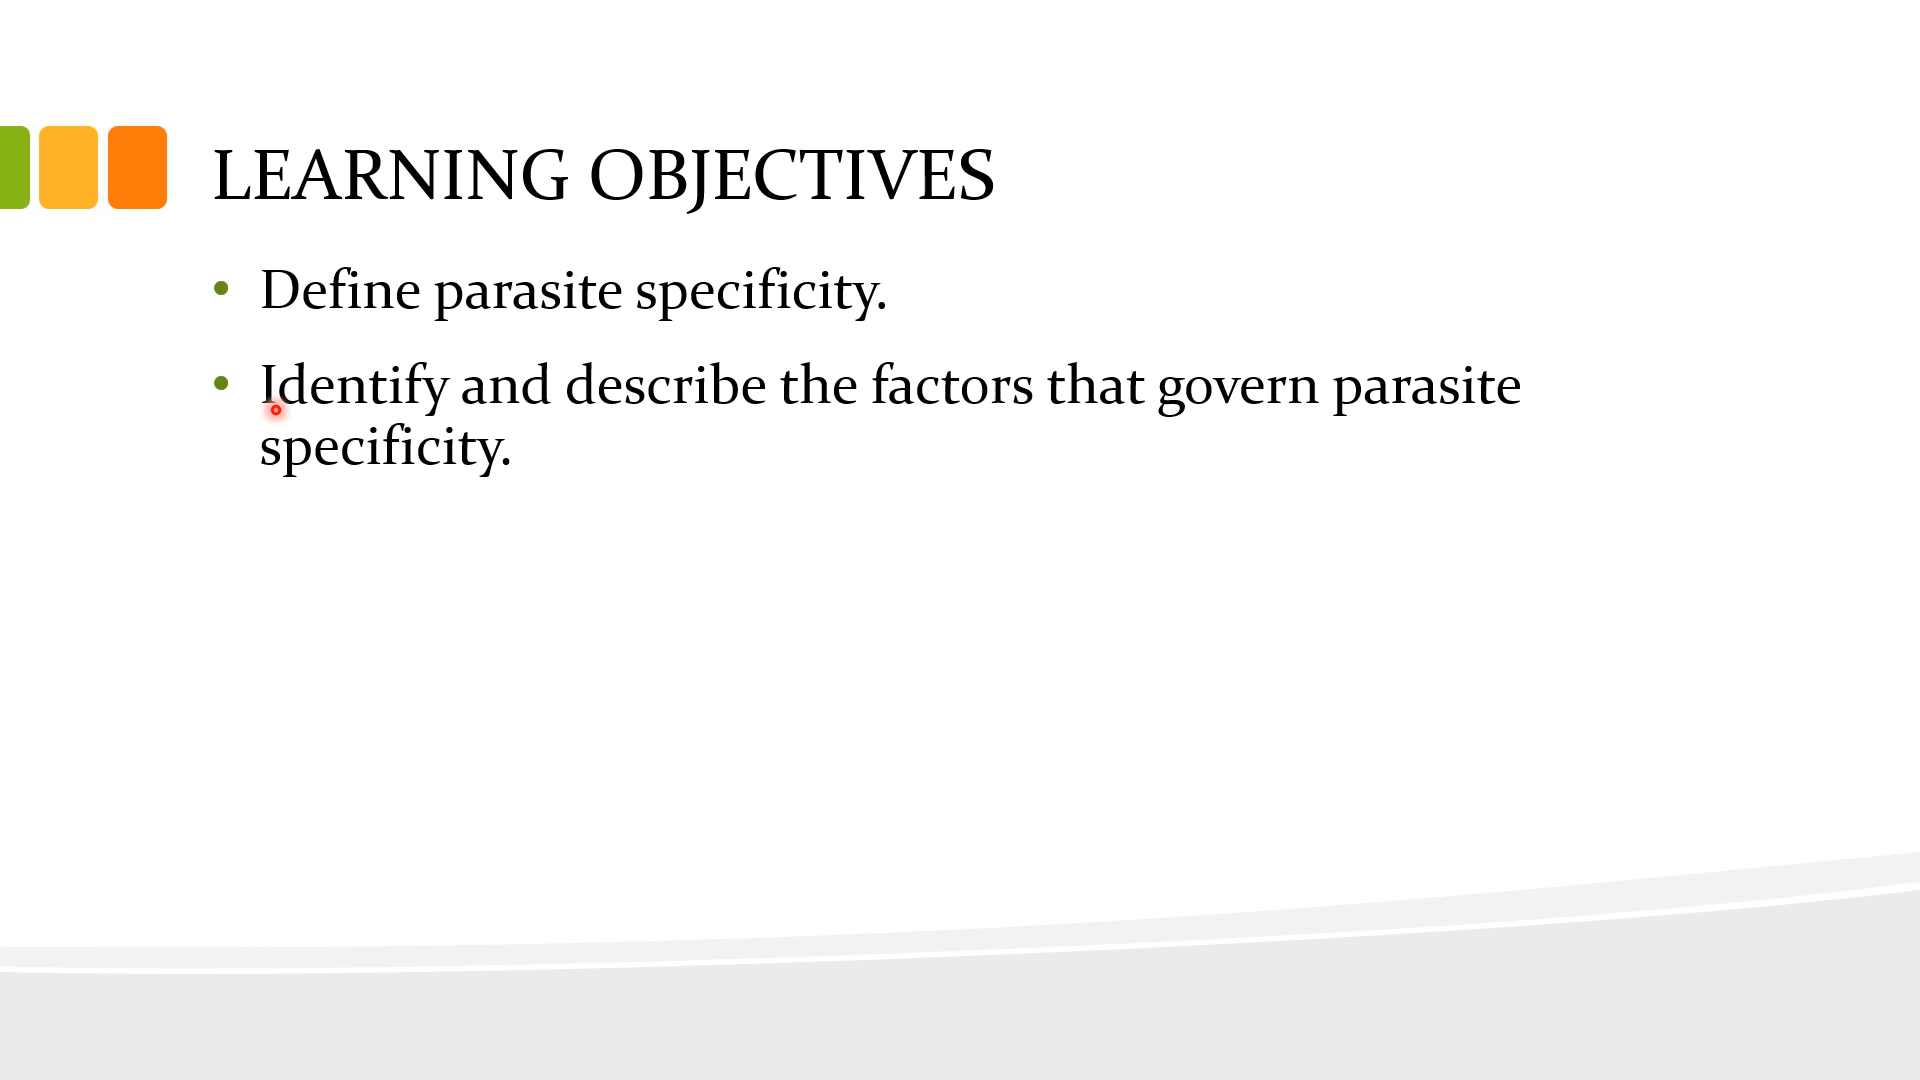 LEARNING OBJECTIVES
• Define parasite specificity.
• Identify and describe the factors that govern parasite
specificity.